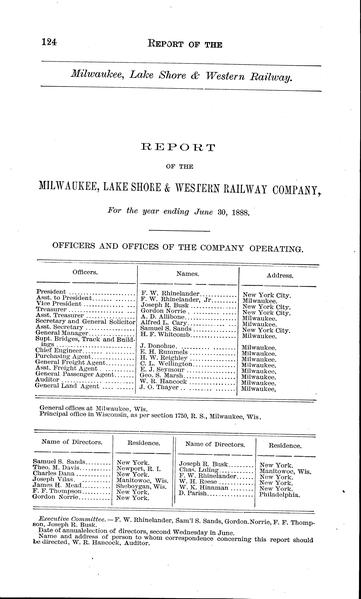 124 REPORT OF THE
Milwaukee, Lake Shore & Western Railway.
REPORT
OF THE
MILWAUKEE, LAKE SHORE & WESTERN RAILWAY COMPANY,
For the year ending June 30, 1888.
OFFICERS AND OFFICES OF THE COMPANY OPERATING.
Officers. Names. Address.
President F. W. Rhinelander New York City.
Asst. to President F. W. Rhinelander, Jr. Milwaukee.
Vice President Joseph R. Busk New York City.
Treasurer Gordon Norrie New York City.
Asst. Treasurer A. D. Allibone Milwaukee.
Secretary and General Solicitor Alfred L. Cary Milwaukee.
Asst. Secretary Samuel S. Sands New York City.
General Manager H. F. Whitcomb Milwaukee.
Supt. Bridges, Track and Build-
ings J. Donohue Milwaukee.
Chief Engineer E. H. Rummels Milwaukee.
Purchasing Agent H. W. Reighley Milwaukee.
General Freight Agent C. L. Wellington Milwaukee.
Asst. Freight Agent E. J. Seymour Milwaukee.
General Passenger Agent Geo. S. Marsh Milwaukee.
Auditor W. R. Hancock Milwaukee.
General Land Agent J. O. Thayer Milwaukee.
General offices at Milwaukee, Wis.
Principal office in Wisconsin, as per section 1750, R. S., Milwaukee, Wis.
Name of Directors. Residence. Name of Directors. Residence.
Samuel S. Sands New York. Joseph R. Busk New York.
Theo. M. Davis Newport, R. I. Chas. Luling Manitowoc, Wis.
Charles Dana New York. F. W. Rhinelander New York.
Joseph Vilas Manitowoc, Wis. W. H. Reese New York.
James H. Mead Sheboygan, Wis. W. K. Hinman New York.
F. F. Thompson New York. D. Parish Philadelphia.
Gordon Norrie New York.
Executive Committee. — F. W. Rhinelander, Sam'l S. Sands, Gordon Norrie, F. F. Thomp-
son, Joseph R. Busk.
Date of annual election of directors, second Wednesday in June.
Name and address of person to whom correspondence concerning this report should
be directed, W. R. Hancock, Auditor.